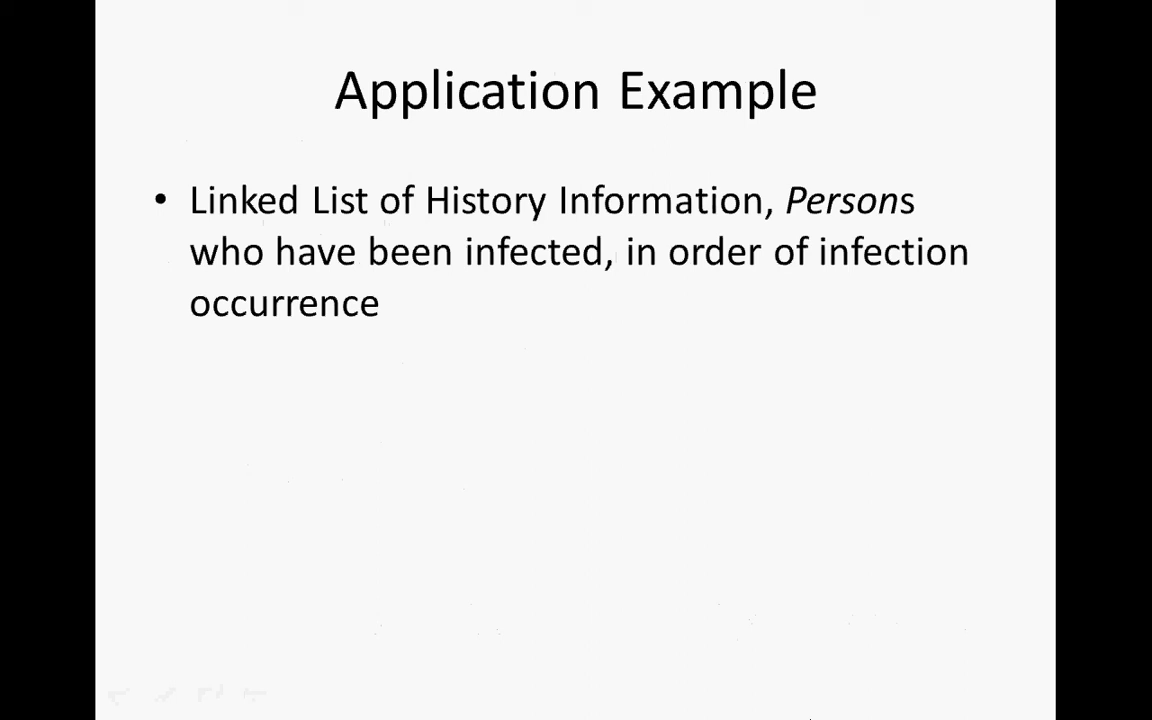 Application Example
• Linked List of History Information, Persons
who have been infected, in order of infection
occurrence